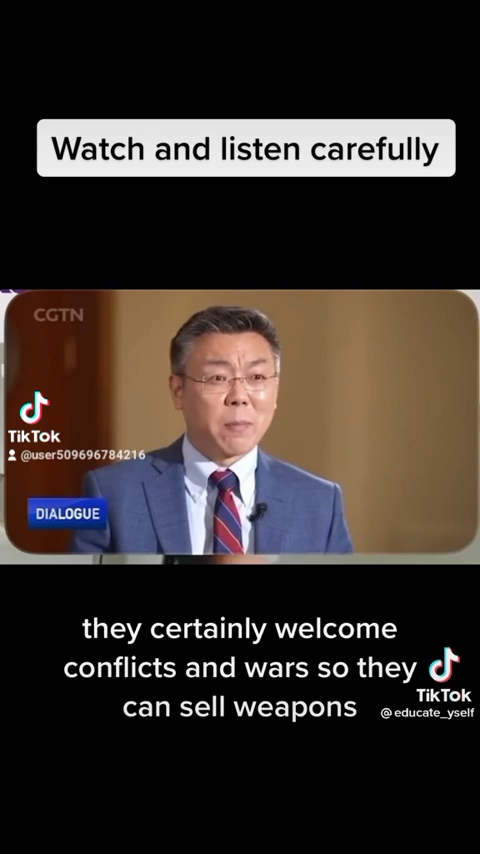 Watch and listen carefully
CGTN
TikTok
@user509696784216
DIALOGUE
they certainly welcome
conflicts and wars so they
can sell weapons
TikTok
@educate_yself